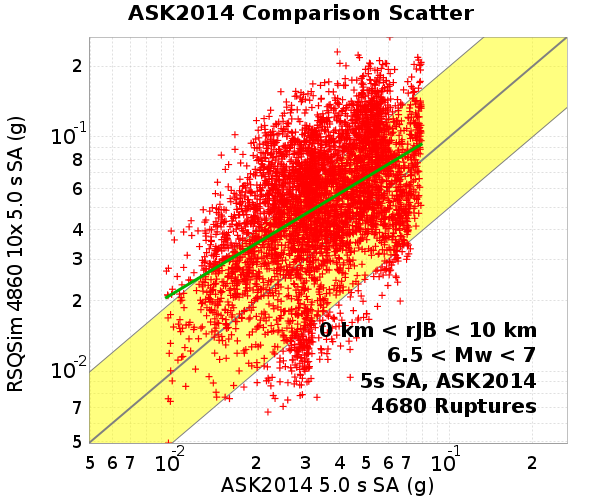 ASK2014 Comparison Scatter
RSQSim 4860 10x 5.0 s SA (g)
2
10-1
8
6
4
3
2
10-2
7
5
0 km < rJB < 10 km
6.5 < Mw < 7
5s SA, ASK2014
4680 Ruptures
5 6 7 10-2 2 3 4 5 6 7 10-1 2
ASK2014 5.0 s SA (g)